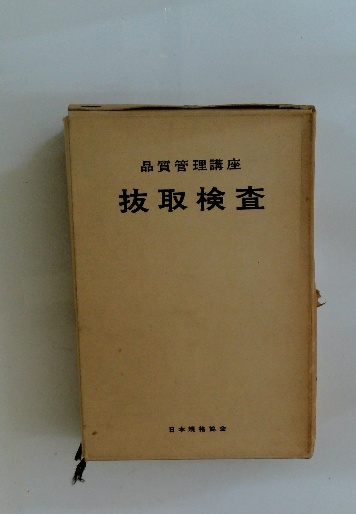 品質管理講座
抜取検査
日本規格協会